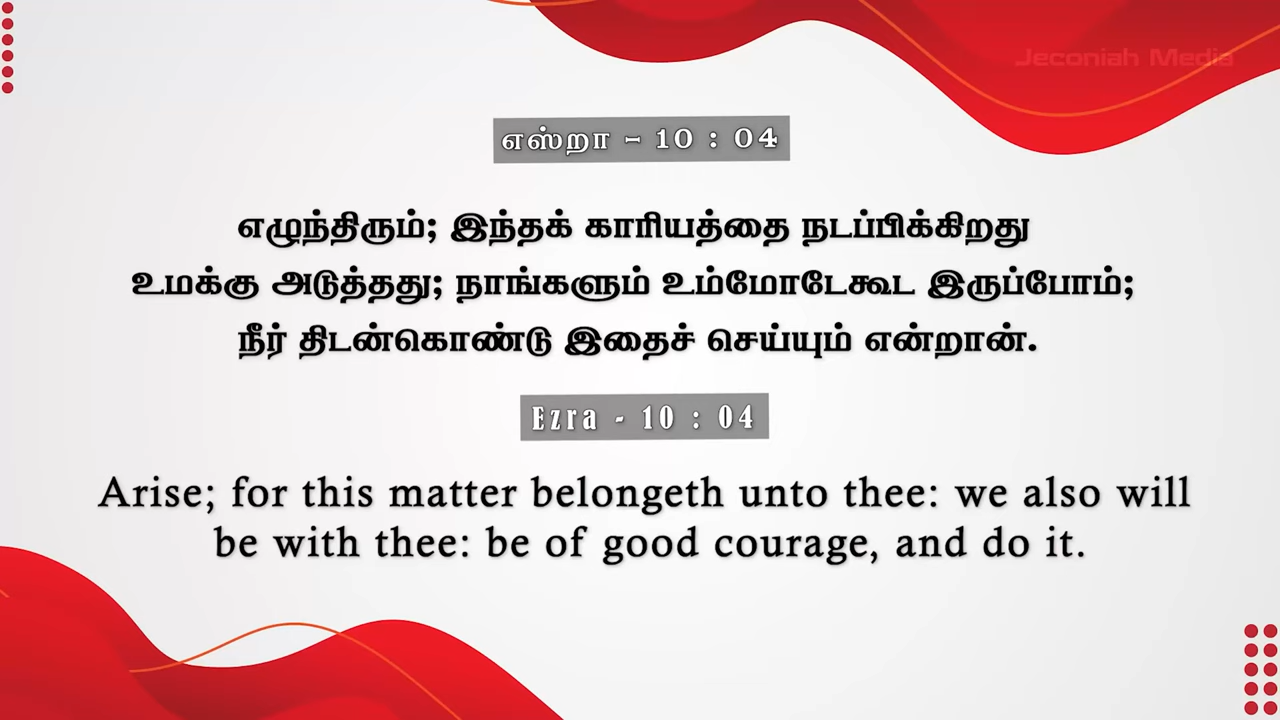 Jeconiah Media
எஸ்றா - 10 : 04
எழுந்திரும்; இந்தக் காரியத்தை நடப்பிக்கிறது
உமக்கு அடுத்தது; நாங்களும் உம்மோடேகூட இருப்போம்;
நீர் திடன்கொண்டு இதைச் செய்யும் என்றான்.
Ezra - 10 : 04
Arise; for this matter belongeth unto thee: we also will
be with thee: be of good courage, and do it.